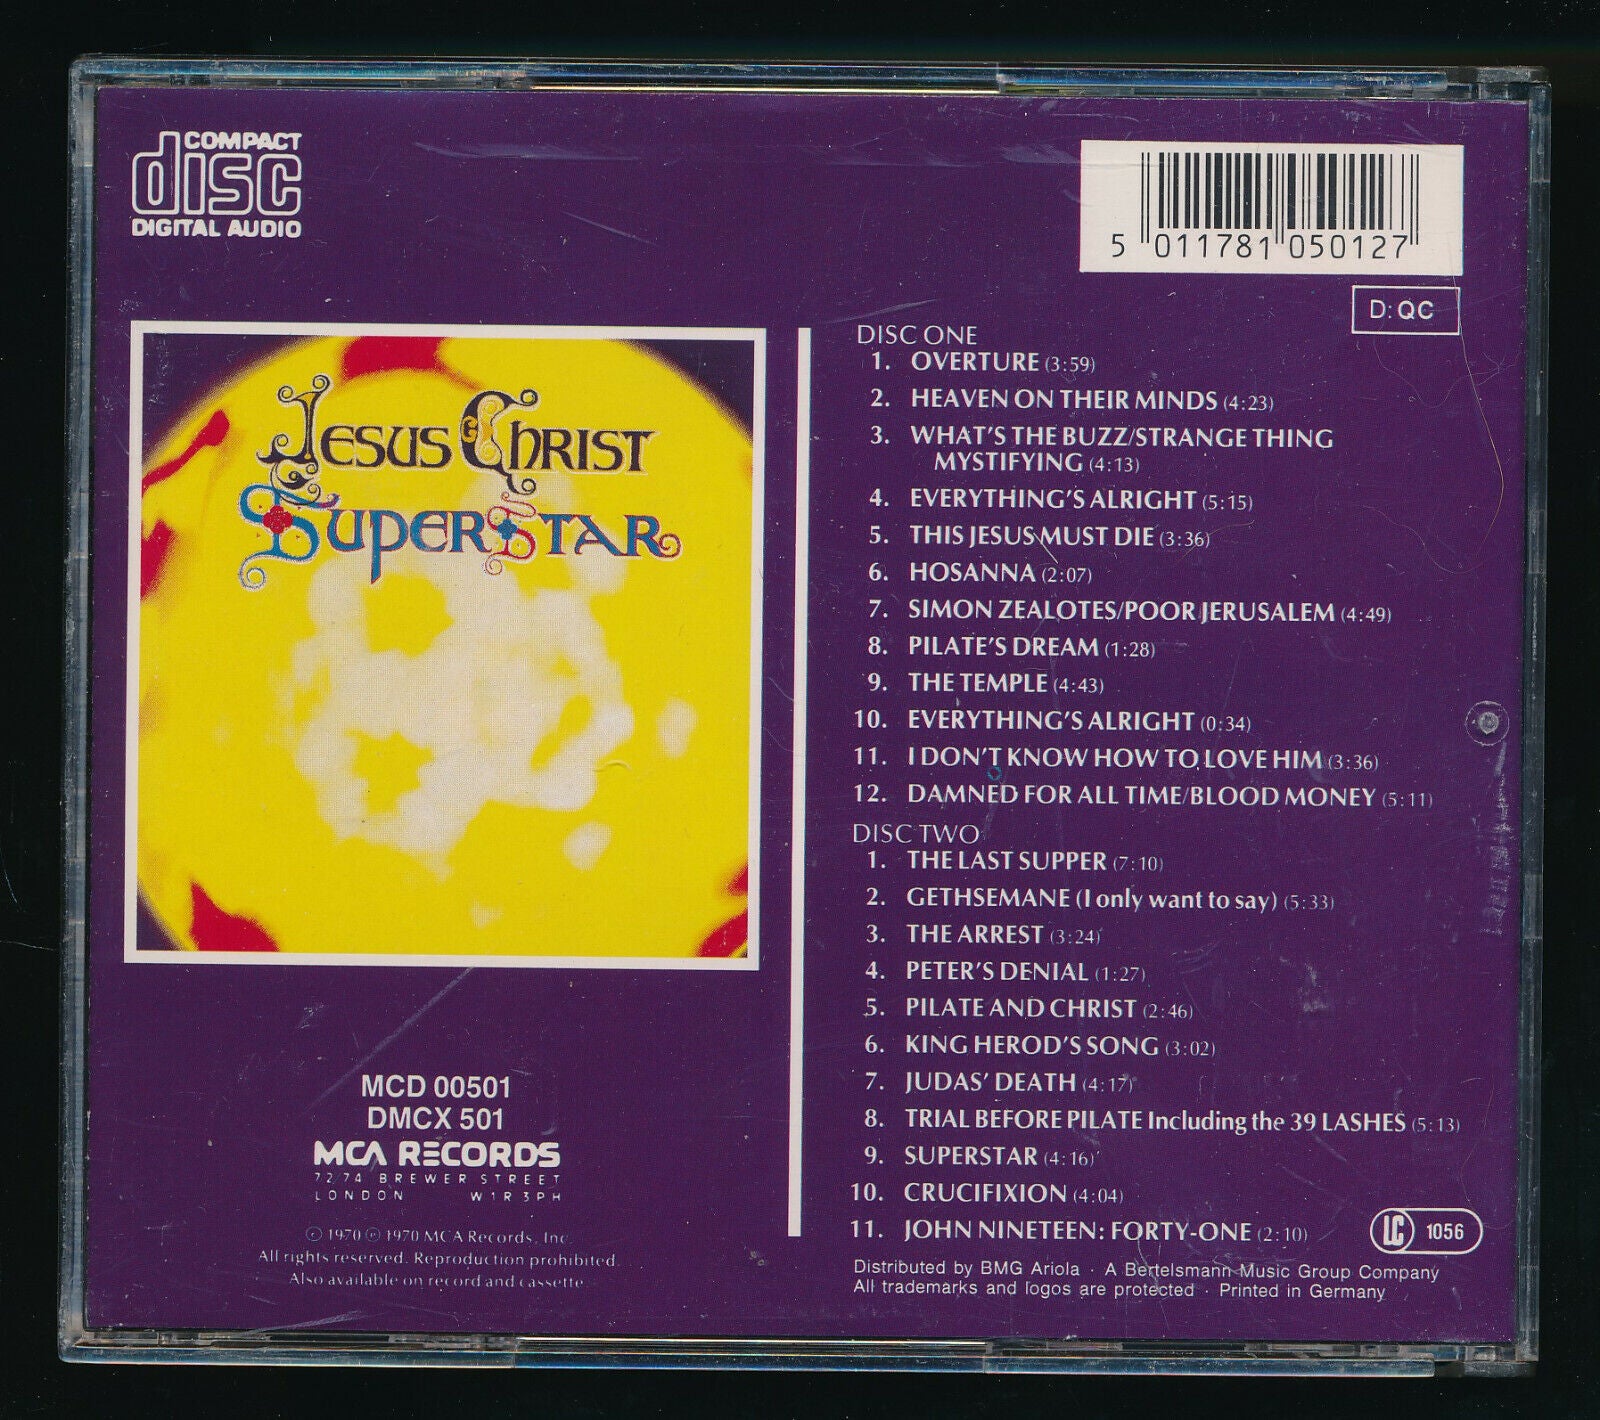 COMPACT
disc
DIGITAL AUDIO
5 011781 050127
D: QC
JESUS CHRIST
SUPERSTAR
DISC ONE
1. OVERTURE (3:59)
2. HEAVEN ON THEIR MINDS (4:23)
3. WHAT'S THE BUZZ/STRANGE THING
MYSTIFYING (4:13)
4. EVERYTHING'S ALRIGHT (5:15)
5. THIS JESUS MUST DIE (3:36)
6. HOSANNA (2:07)
7. SIMON ZEALOTES/POOR JERUSALEM (4:49)
8. PILATE'S DREAM (1:28)
9. THE TEMPLE (4:43)
10. EVERYTHING'S ALRIGHT (0:34)
11. I DON'T KNOW HOW TO LOVE HIM (3:36)
12. DAMNED FOR ALL TIME/BLOOD MONEY (5:11)
DISC TWO
1. THE LAST SUPPER (7:10)
2. GETHSEMANE (I only want to say) (5:33)
3. THE ARREST (3:24)
4. PETER'S DENIAL (1:27)
5. PILATE AND CHRIST (2:46)
6. KING HEROD'S SONG (3:02)
7. JUDAS' DEATH (4:17)
8. TRIAL BEFORE PILATE Including the 39 LASHES (5:13)
9. SUPERSTAR (4:16)
10. CRUCIFIXION (4:04)
11. JOHN NINETEEN: FORTY-ONE (2:10)
LC 1056
Distributed by BMG Ariola · A Bertelsmann Music Group Company
All trademarks and logos are protected · Printed in Germany
MCD 00501
DMCX 501
MCA RECORDS
72/74 BREWER STREET
LONDON W1R 3PH
© 1970 ℗ 1970 MCA Records, Inc.
All rights reserved. Reproduction prohibited.
Also available on record and cassette.